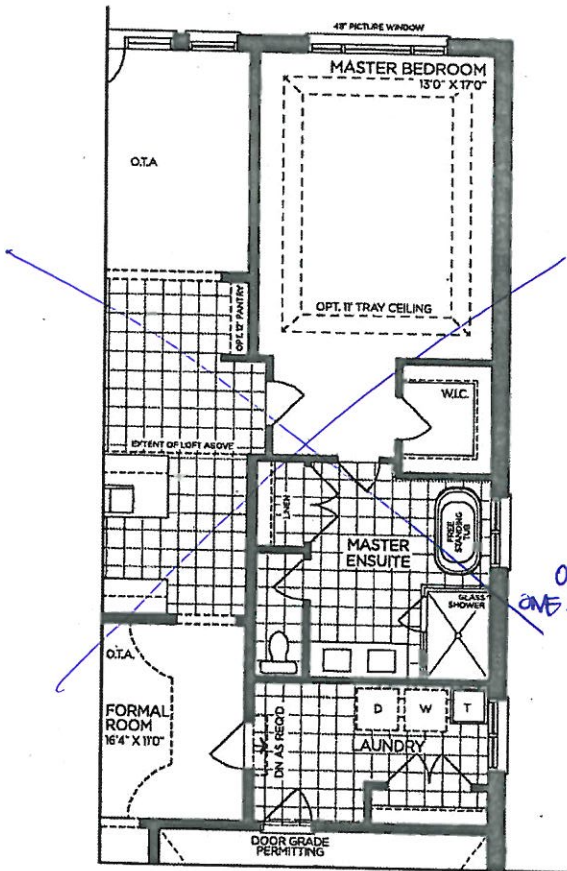 48" PICTURE WINDOW
MASTER BEDROOM
13'0" X 17'0"
O.T.A
OPT. 12" PANTRY
OPT. 11' TRAY CEILING
W.I.C.
EXTENT OF LOFT ABOVE
LINEN
MASTER
ENSUITE
FREE
STANDING
TUB
GLASS
SHOWER
O.T.A.
FORMAL
ROOM
16'4" X 11'0"
DN AS REQ'D
D
W
T
LAUNDRY
DOOR GRADE
PERMITTING